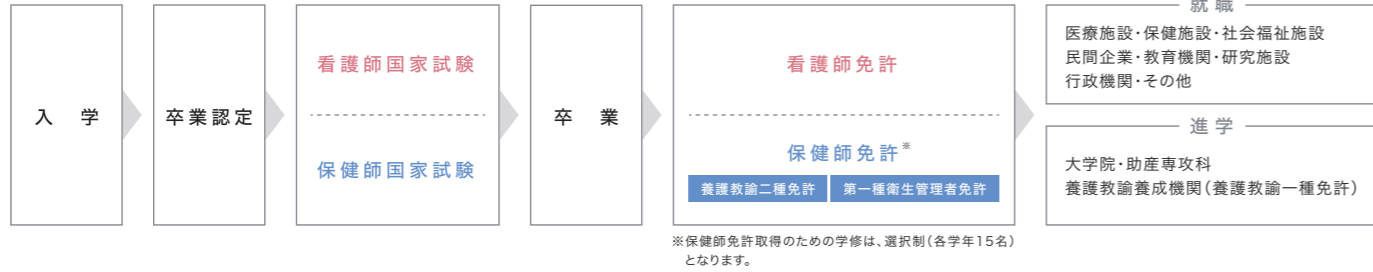 入 学
卒業認定
看護師国家試験
保健師国家試験
卒 業
看護師免許
保健師免許※
養護教諭二種免許
第一種衛生管理者免許
※保健師免許取得のための学修は、選択制（各学年15名）
となります。
就職
医療施設・保健施設・社会福祉施設
民間企業・教育機関・研究施設
行政機関・その他
進学
大学院・助産専攻科
養護教諭養成機関（養護教諭一種免許）